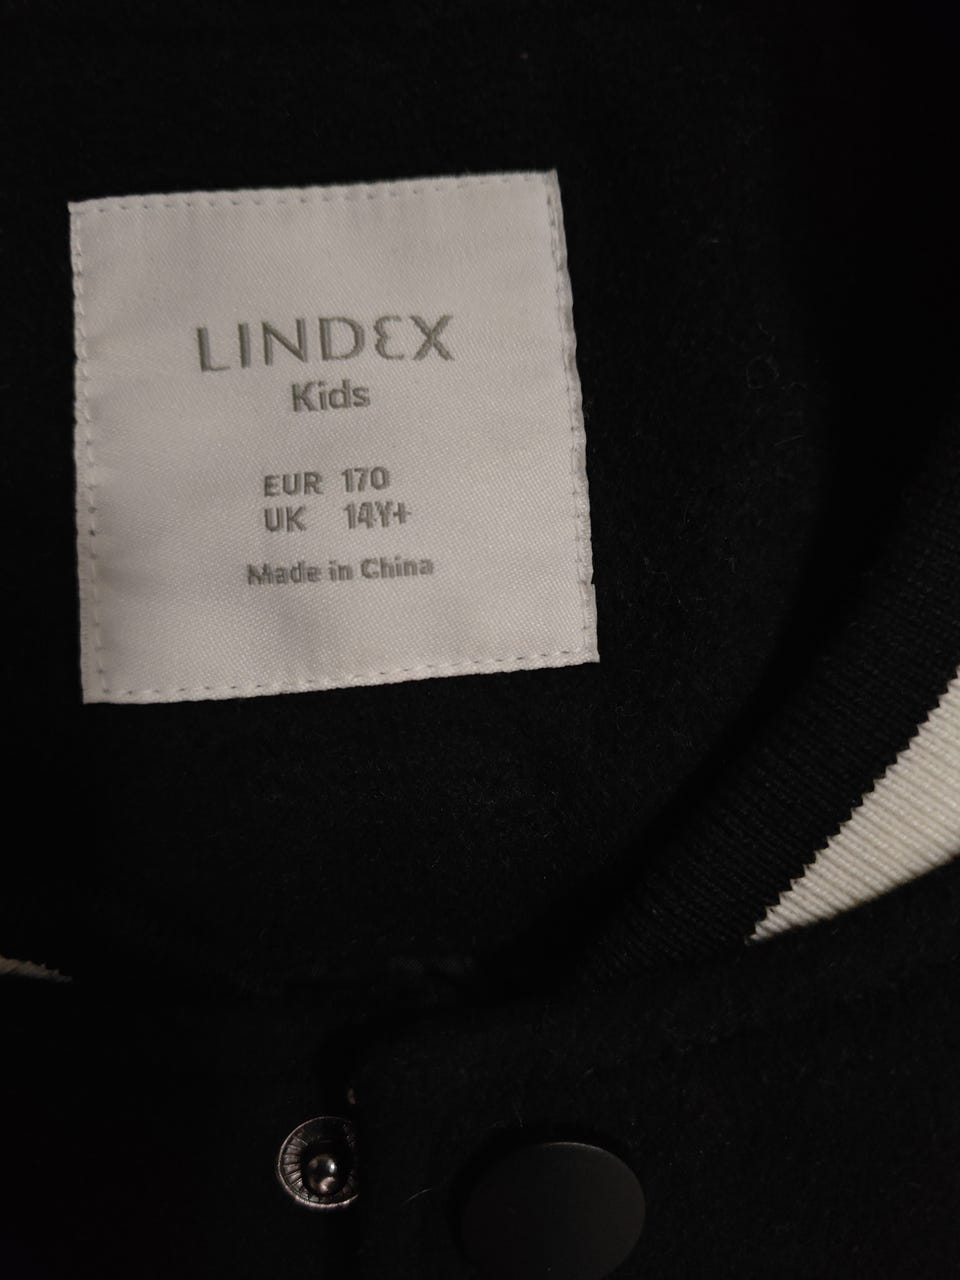 LINDEX
Kids
EUR 170
UK 14Y+
Made in China